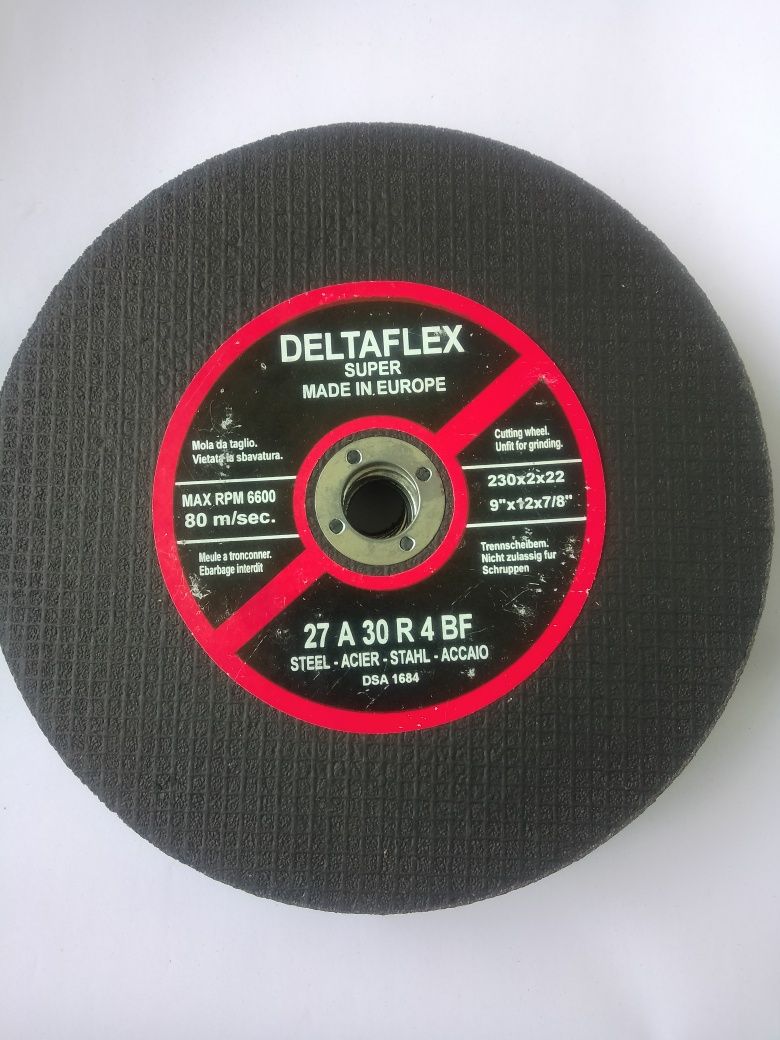 DELTAFLEX
SUPER
MADE IN EUROPE
Mola da taglio.
Vietata la sbavatura.
Cutting wheel.
Unfit for grinding.
MAX RPM 6600
80 m/sec.
230x2x22
9"x12x7/8"
Meule a tronconner.
Ebarbage interdit
Trennscheibern.
Nicht zulassig fur
Schruppen
27 A 30 R 4 BF
STEEL - ACIER - STAHL - ACCAIO
DSA 1684